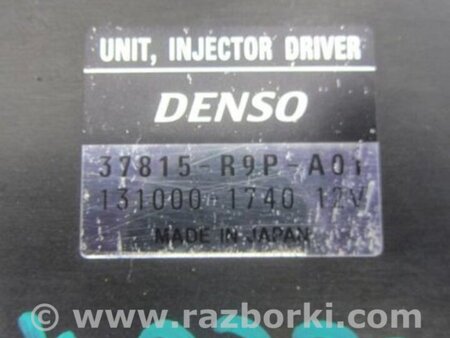 UNIT, INJECTOR DRIVER
DENSO
37815-R9P-A01
131000-1740 12V
MADE IN JAPAN
© www.razborki.com